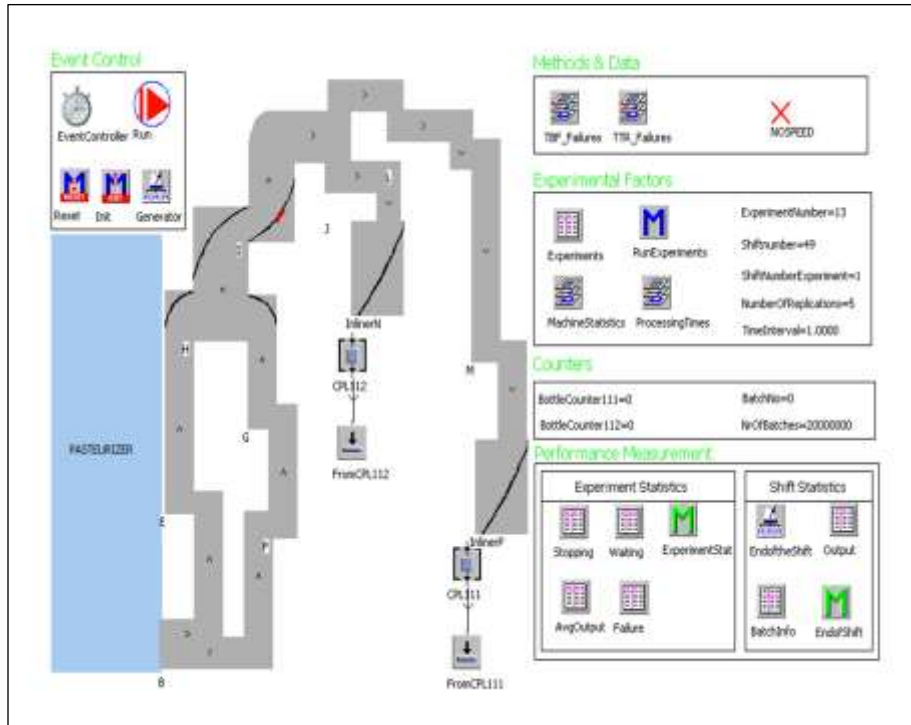 Event Control
EventController Run
Reset Init Generator
PASTEURIZER
H
G
E
F
B
I
J
L
M
InlinerN
CPL112
FromCPL112
InlinerF
CPL111
FromCPL111
Methods & Data
TBF_Failures TTR_Failures NOSPEED
Experimental Factors
Experiments RunExperiments
MachineStatistics ProcessingTimes
ExperimentNumber=13
Shiftnumber=49
ShiftNumberExperiment=1
NumberOfReplications=5
TimeInterval=1.0000
Counters
BottleCounter111=0 BatchNo=0
BottleCounter112=0 NrOfBatches=20000000
Performance Measurement
Experiment Statistics
Stopping Waiting ExperimentStat
AvgOutput Failure
Shift Statistics
EndoftheShift Output
BatchInfo EndofShift